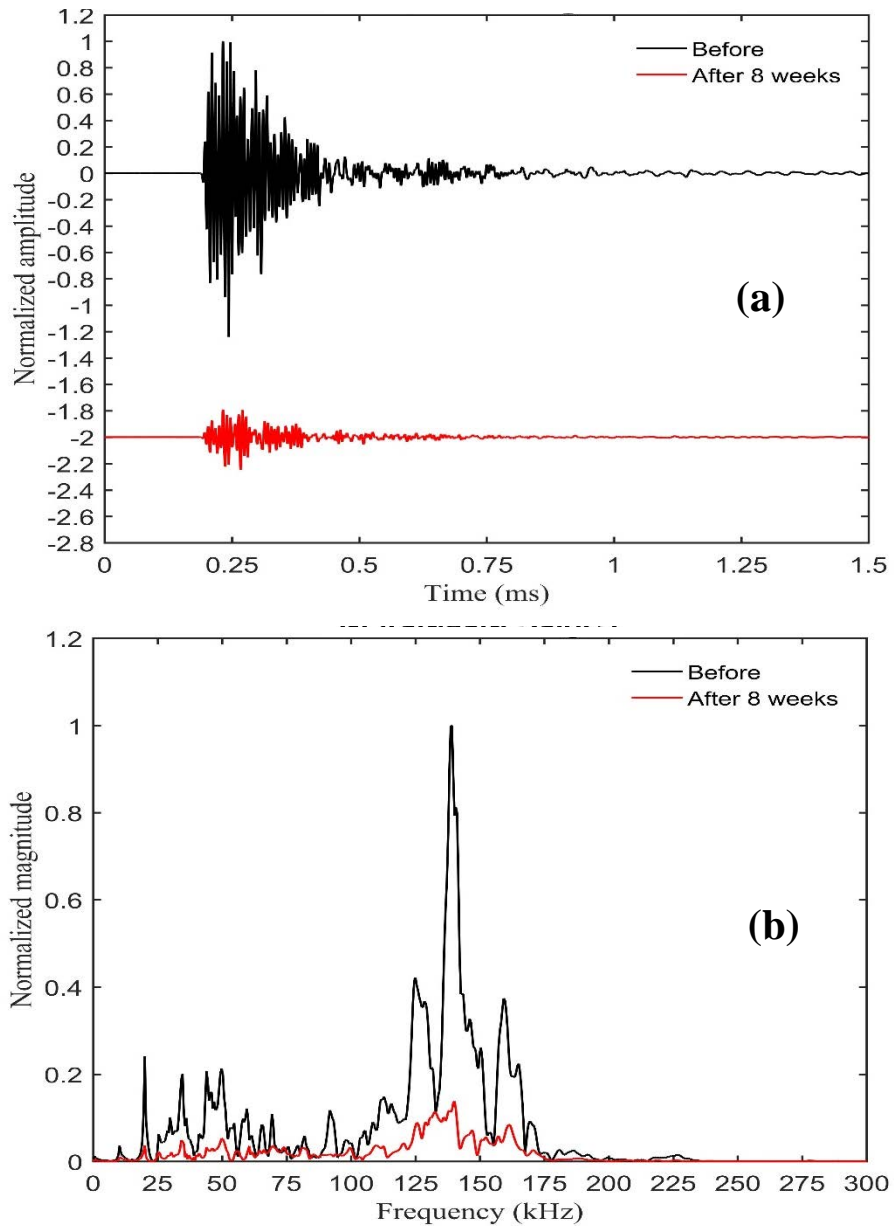 1.2
1
0.8
0.6
0.4
0.2
0
-0.2
-0.4
-0.6
-0.8
-1
-1.2
-1.4
-1.6
-1.8
-2
-2.2
-2.4
-2.6
-2.8
Normalized amplitude
Before
After 8 weeks
(a)
0 0.25 0.5 0.75 1 1.25 1.5
Time (ms)
1.2
1
0.8
0.6
0.4
0.2
0
Normalized magnitude
Before
After 8 weeks
(b)
0 25 50 75 100 125 150 175 200 225 250 275 300
Frequency (kHz)